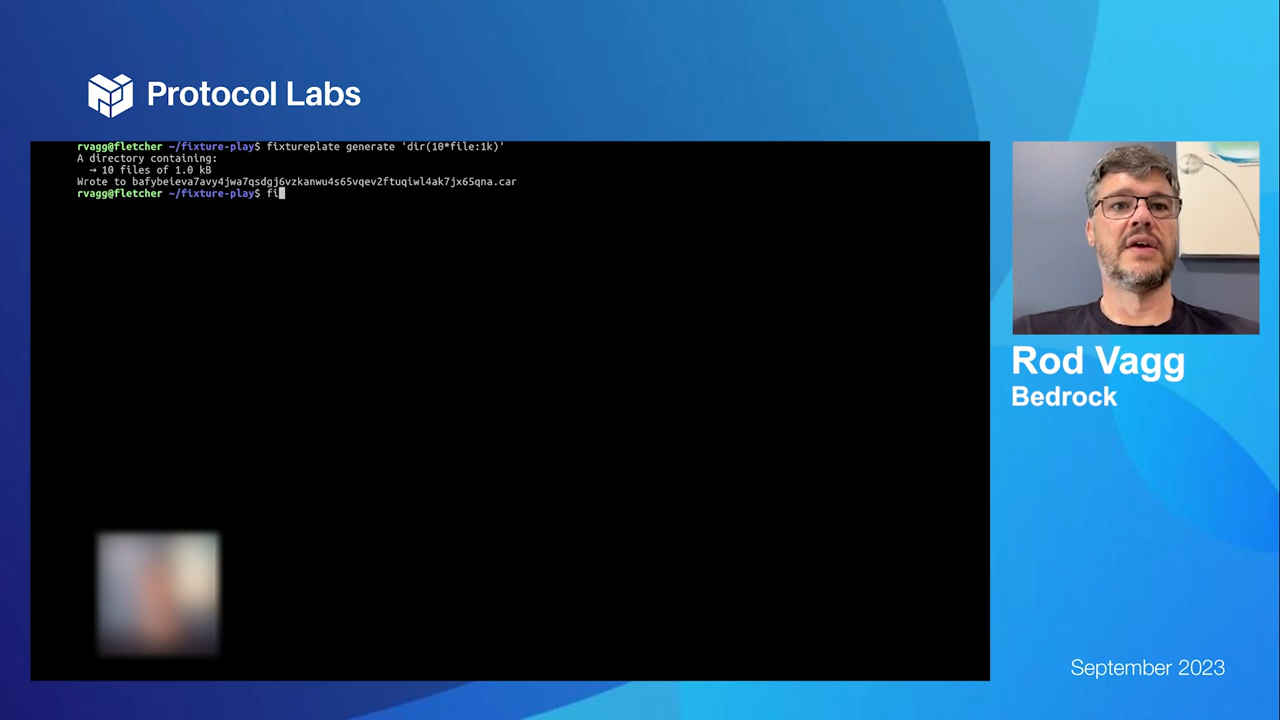 Protocol Labs
rvagg@fletcher ~/fixture-play$ fixtureplate generate 'dir(10*file:1k)'
A directory containing:
→ 10 files of 1.0 kB
Wrote to bafybeieva7avy4jwa7qsdgj6vzkanwu4s65vqev2ftuqiwl4ak7jx65qna.car
rvagg@fletcher ~/fixture-play$ fi
Rod Vagg
Bedrock
September 2023